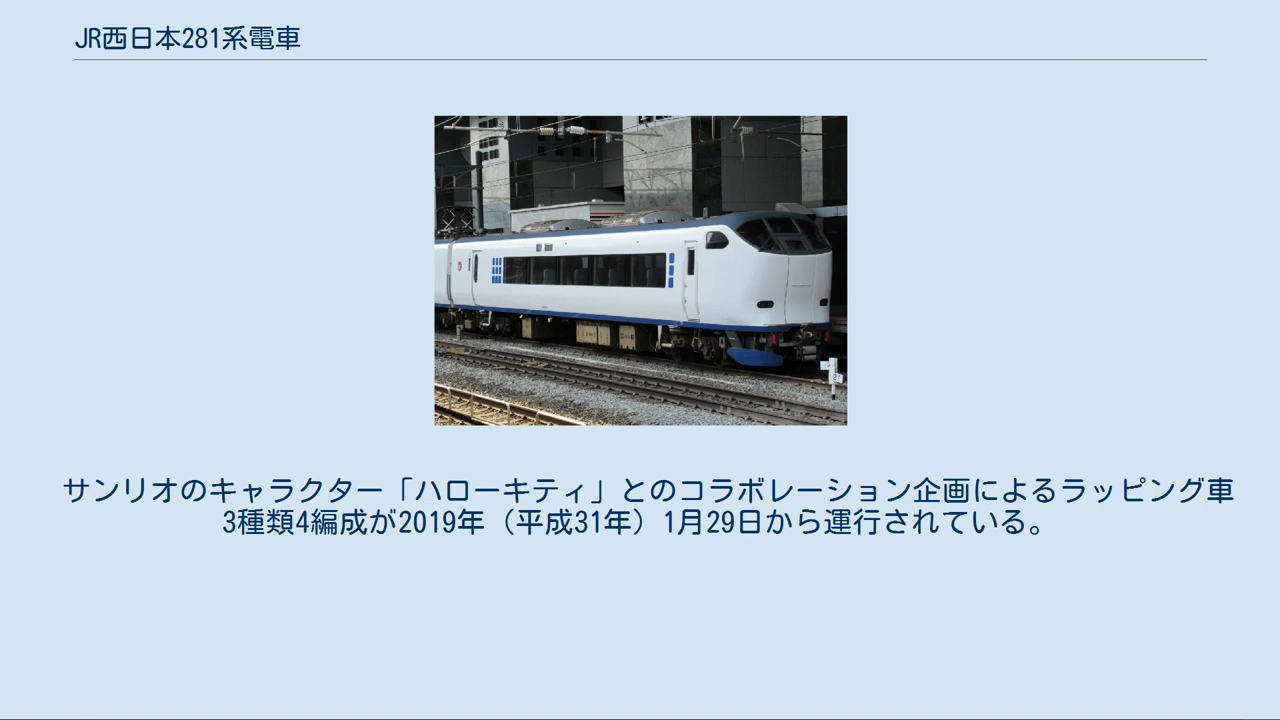 JR西日本281系電車
サンリオのキャラクター「ハローキティ」とのコラボレーション企画によるラッピング車
3種類4編成が2019年（平成31年）1月29日から運行されている。